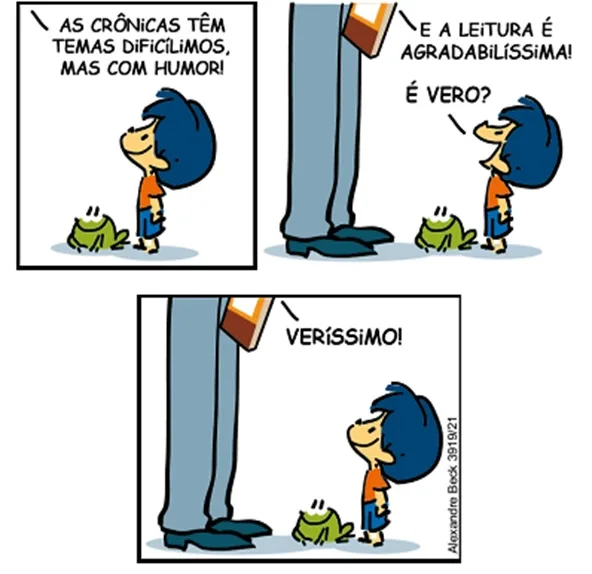 AS CRÔNICAS TÊM
TEMAS DIFICÍLIMOS,
MAS COM HUMOR!
E A LEITURA É
AGRADABILÍSSIMA!
É VERO?
VERÍSSIMO!
Alexandre Beck 3919/21